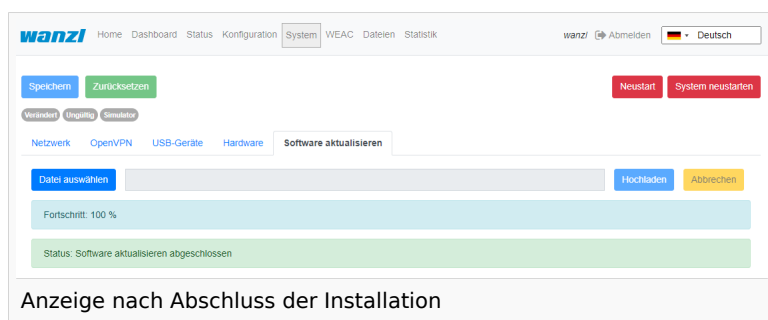 wanzl Home Dashboard Status Konfiguration System WEAC Dateien Statistik wanzl Abmelden Deutsch
Speichern Zurücksetzen Neustart System neustarten
Verändert Ungültig Simulator
Netzwerk OpenVPN USB-Geräte Hardware Software aktualisieren
Datei auswählen Hochladen Abbrechen
Fortschritt: 100 %
Status: Software aktualisieren abgeschlossen
Anzeige nach Abschluss der Installation